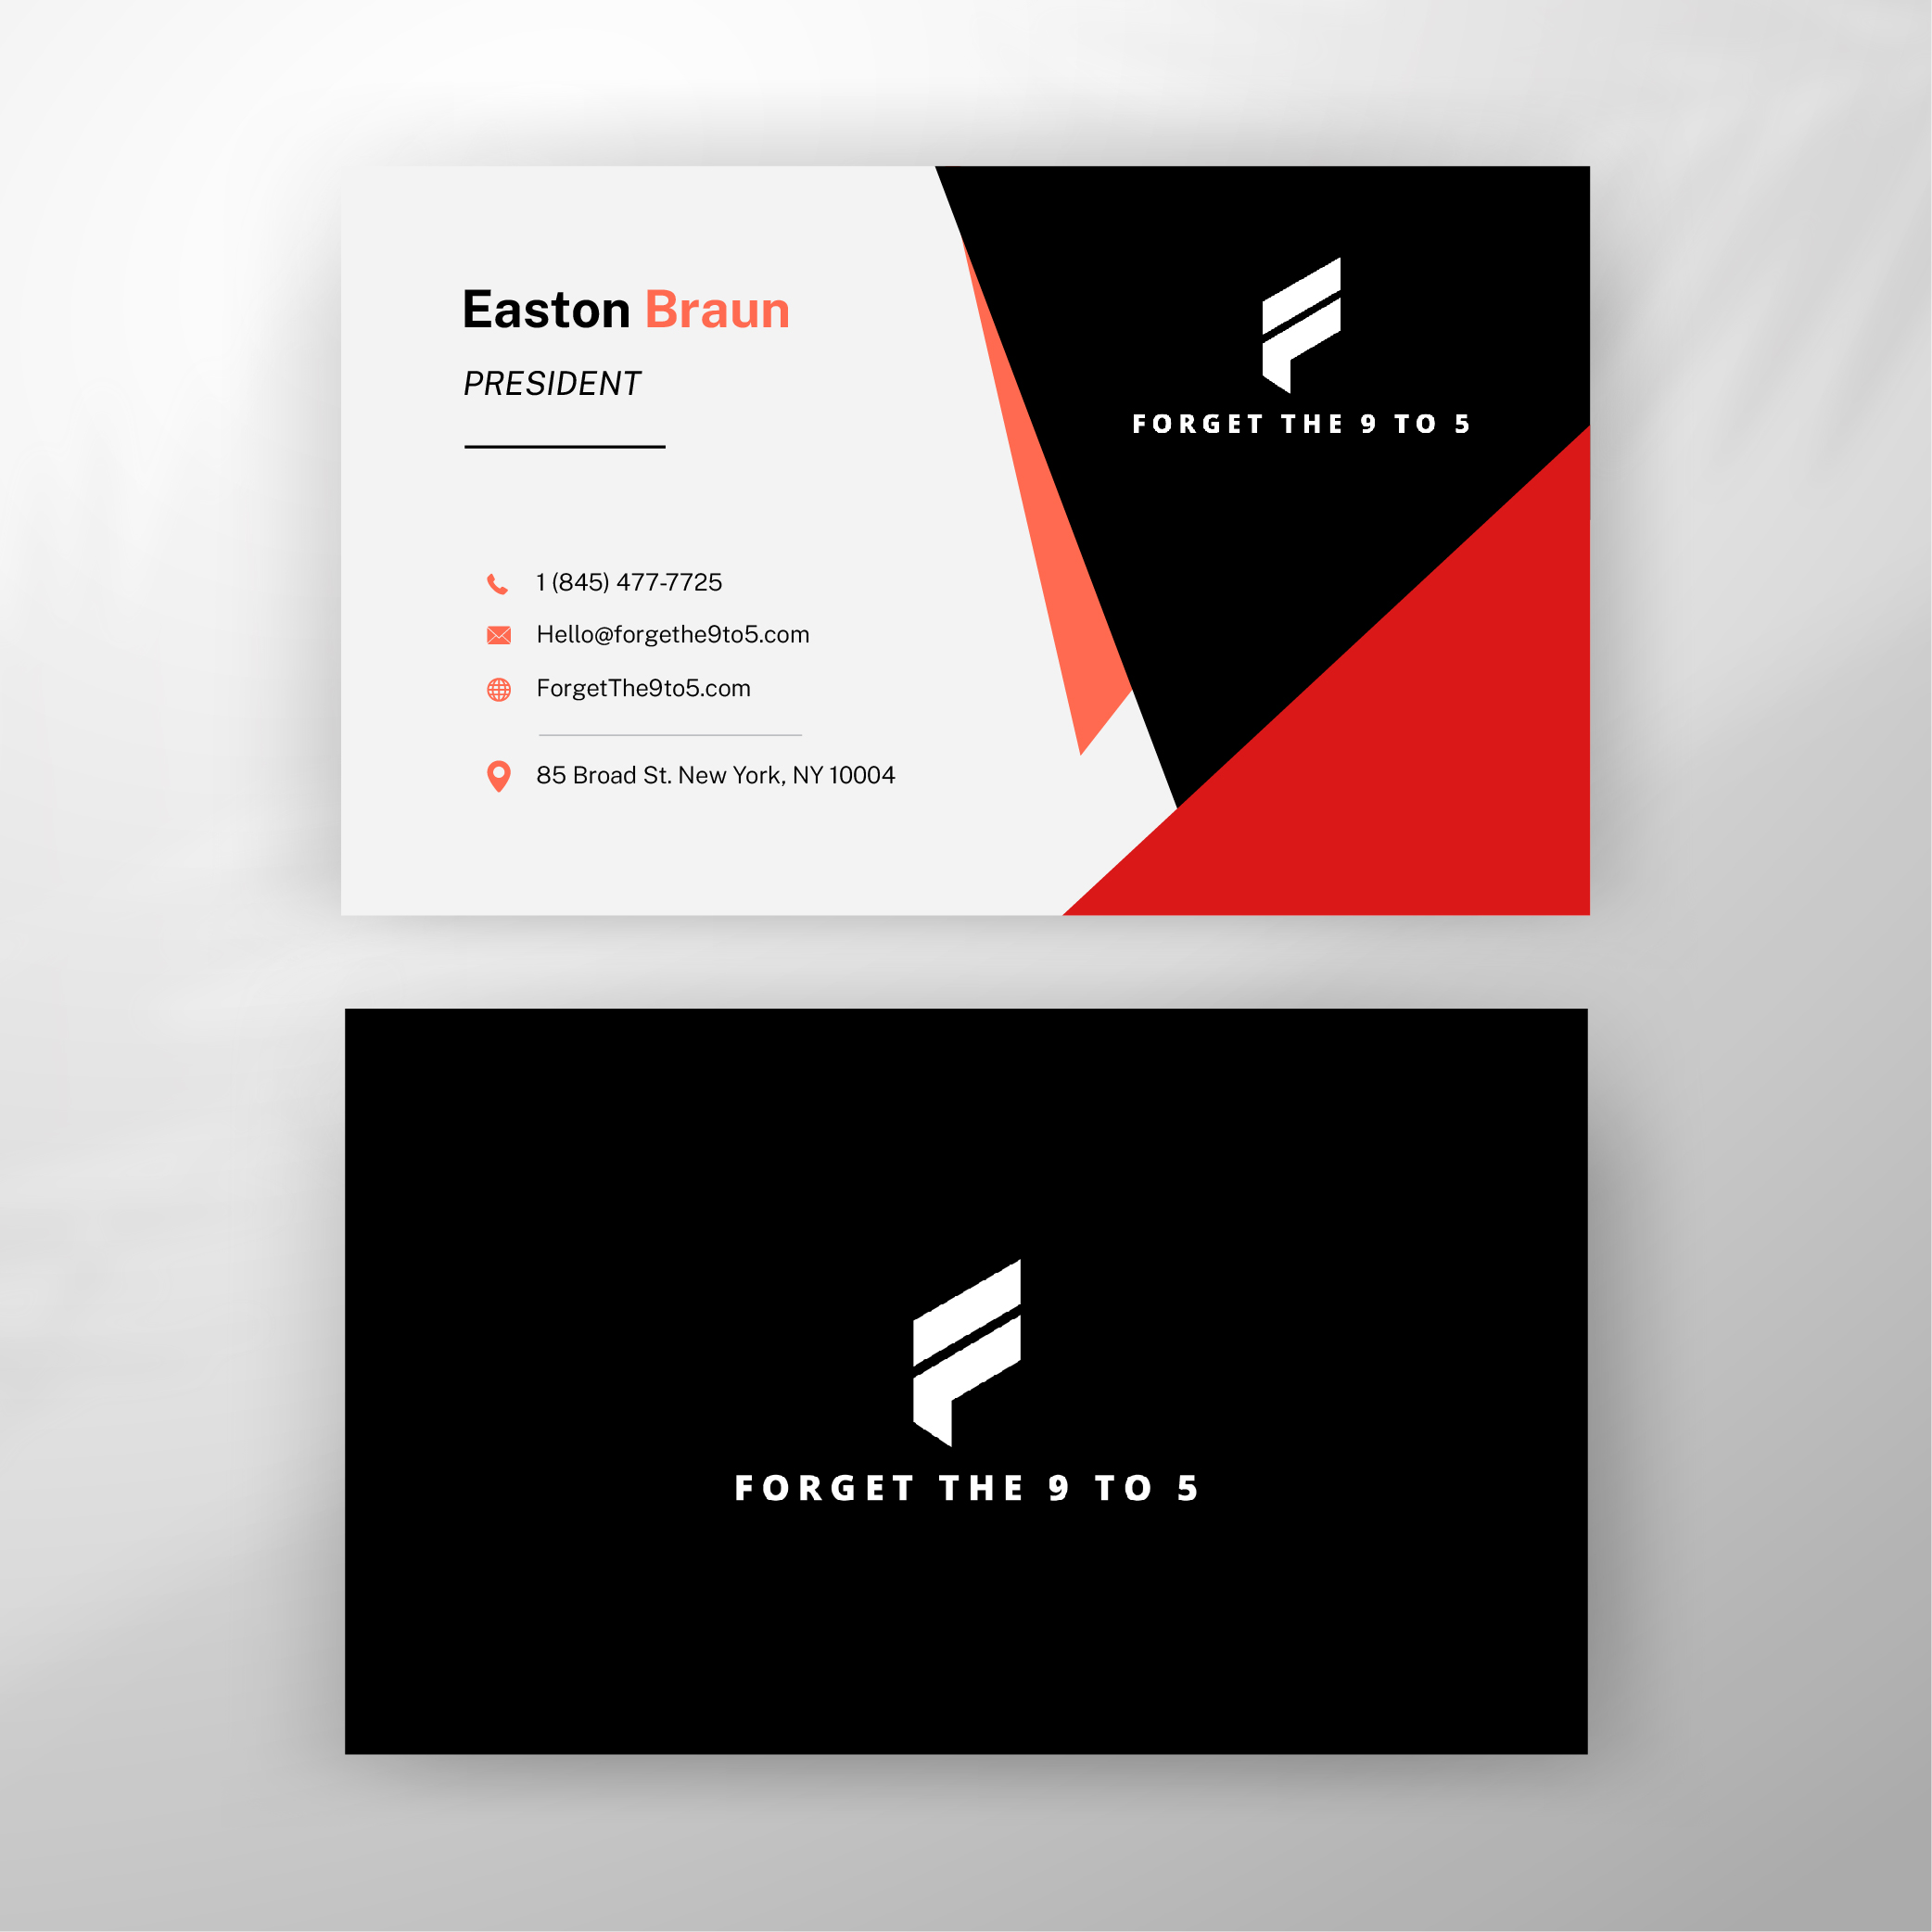 Easton Braun
PRESIDENT
1 (845) 477-7725
Hello@forgethe9to5.com
ForgetThe9to5.com
85 Broad St. New York, NY 10004
FORGET THE 9 TO 5
FORGET THE 9 TO 5